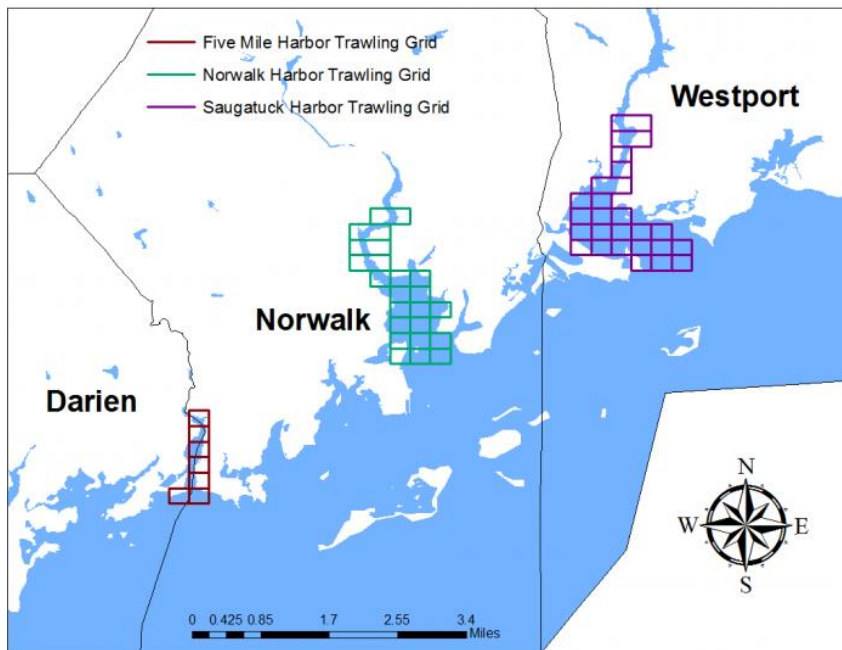 Five Mile Harbor Trawling Grid
Norwalk Harbor Trawling Grid
Saugatuck Harbor Trawling Grid
Westport
Norwalk
Darien
N
W E
S
0 0.425 0.85 1.7 2.55 3.4
Miles